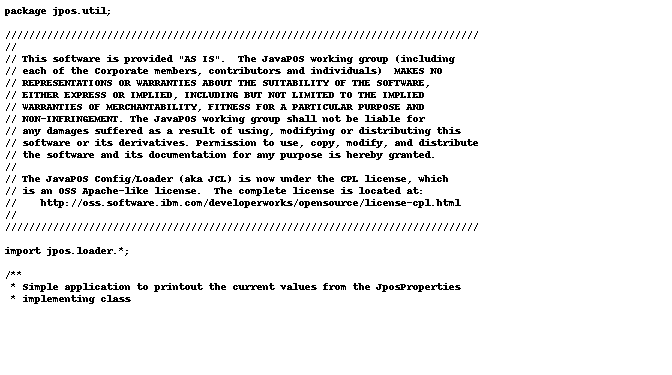 package jpos.util;
///////////////////////////////////////////////////////////////////////////////
//
// This software is provided "AS IS".  The JavaPOS working group (including
// each of the Corporate members, contributors and individuals)  MAKES NO
// REPRESENTATIONS OR WARRANTIES ABOUT THE SUITABILITY OF THE SOFTWARE,
// EITHER EXPRESS OR IMPLIED, INCLUDING BUT NOT LIMITED TO THE IMPLIED
// WARRANTIES OF MERCHANTABILITY, FITNESS FOR A PARTICULAR PURPOSE AND
// NON-INFRINGEMENT. The JavaPOS working group shall not be liable for
// any damages suffered as a result of using, modifying or distributing this
// software or its derivatives. Permission to use, copy, modify, and distribute
// the software and its documentation for any purpose is hereby granted.
//
// The JavaPOS Config/Loader (aka JCL) is now under the CPL license, which
// is an OSS Apache-like license.  The complete license is located at:
//    http://oss.software.ibm.com/developerworks/opensource/license-cpl.html
//
///////////////////////////////////////////////////////////////////////////////
import jpos.loader.*;
/**
 * Simple application to printout the current values from the JposProperties
 * implementing class